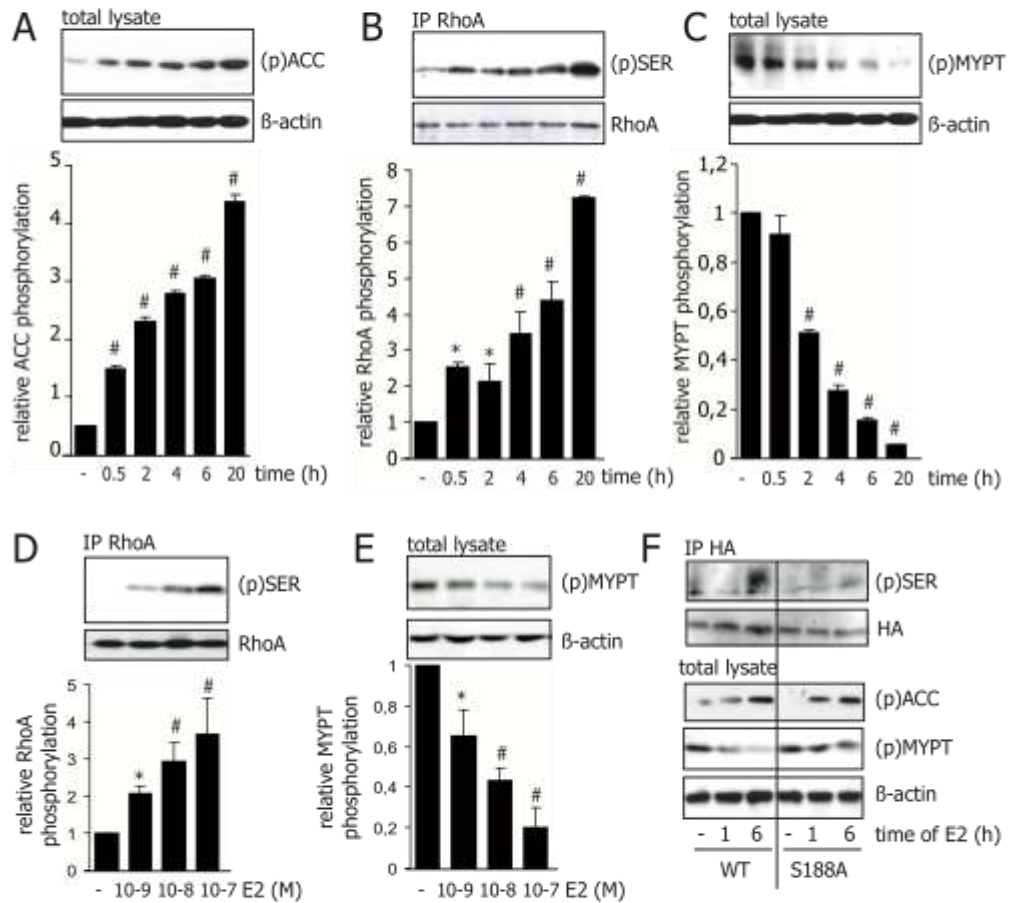 A
total lysate
(p)ACC
ß-actin
relative ACC phosphorylation
5
4
3
2
1
0
#
#
#
#
#
- 0.5 2 4 6 20 time (h)
B
IP RhoA
(p)SER
RhoA
relative RhoA phosphorylation
8
7
6
5
4
3
2
1
0
*
*
#
#
#
- 0.5 2 4 6 20 time (h)
C
total lysate
(p)MYPT
ß-actin
relative MYPT phosphorylation
1,2
1
0,8
0,6
0,4
0,2
0
#
#
#
#
- 0.5 2 4 6 20 time (h)
D
IP RhoA
(p)SER
RhoA
relative RhoA
phosphorylation
5
4
3
2
1
0
*
#
#
- 10-9 10-8 10-7 E2 (M)
E
total lysate
(p)MYPT
ß-actin
relative MYPT
phosphorylation
1
0,8
0,6
0,4
0,2
0
*
#
#
- 10-9 10-8 10-7 E2 (M)
F
IP HA
(p)SER
HA
total lysate
(p)ACC
(p)MYPT
ß-actin
- 1 6 - 1 6 time of E2 (h)
WT S188A